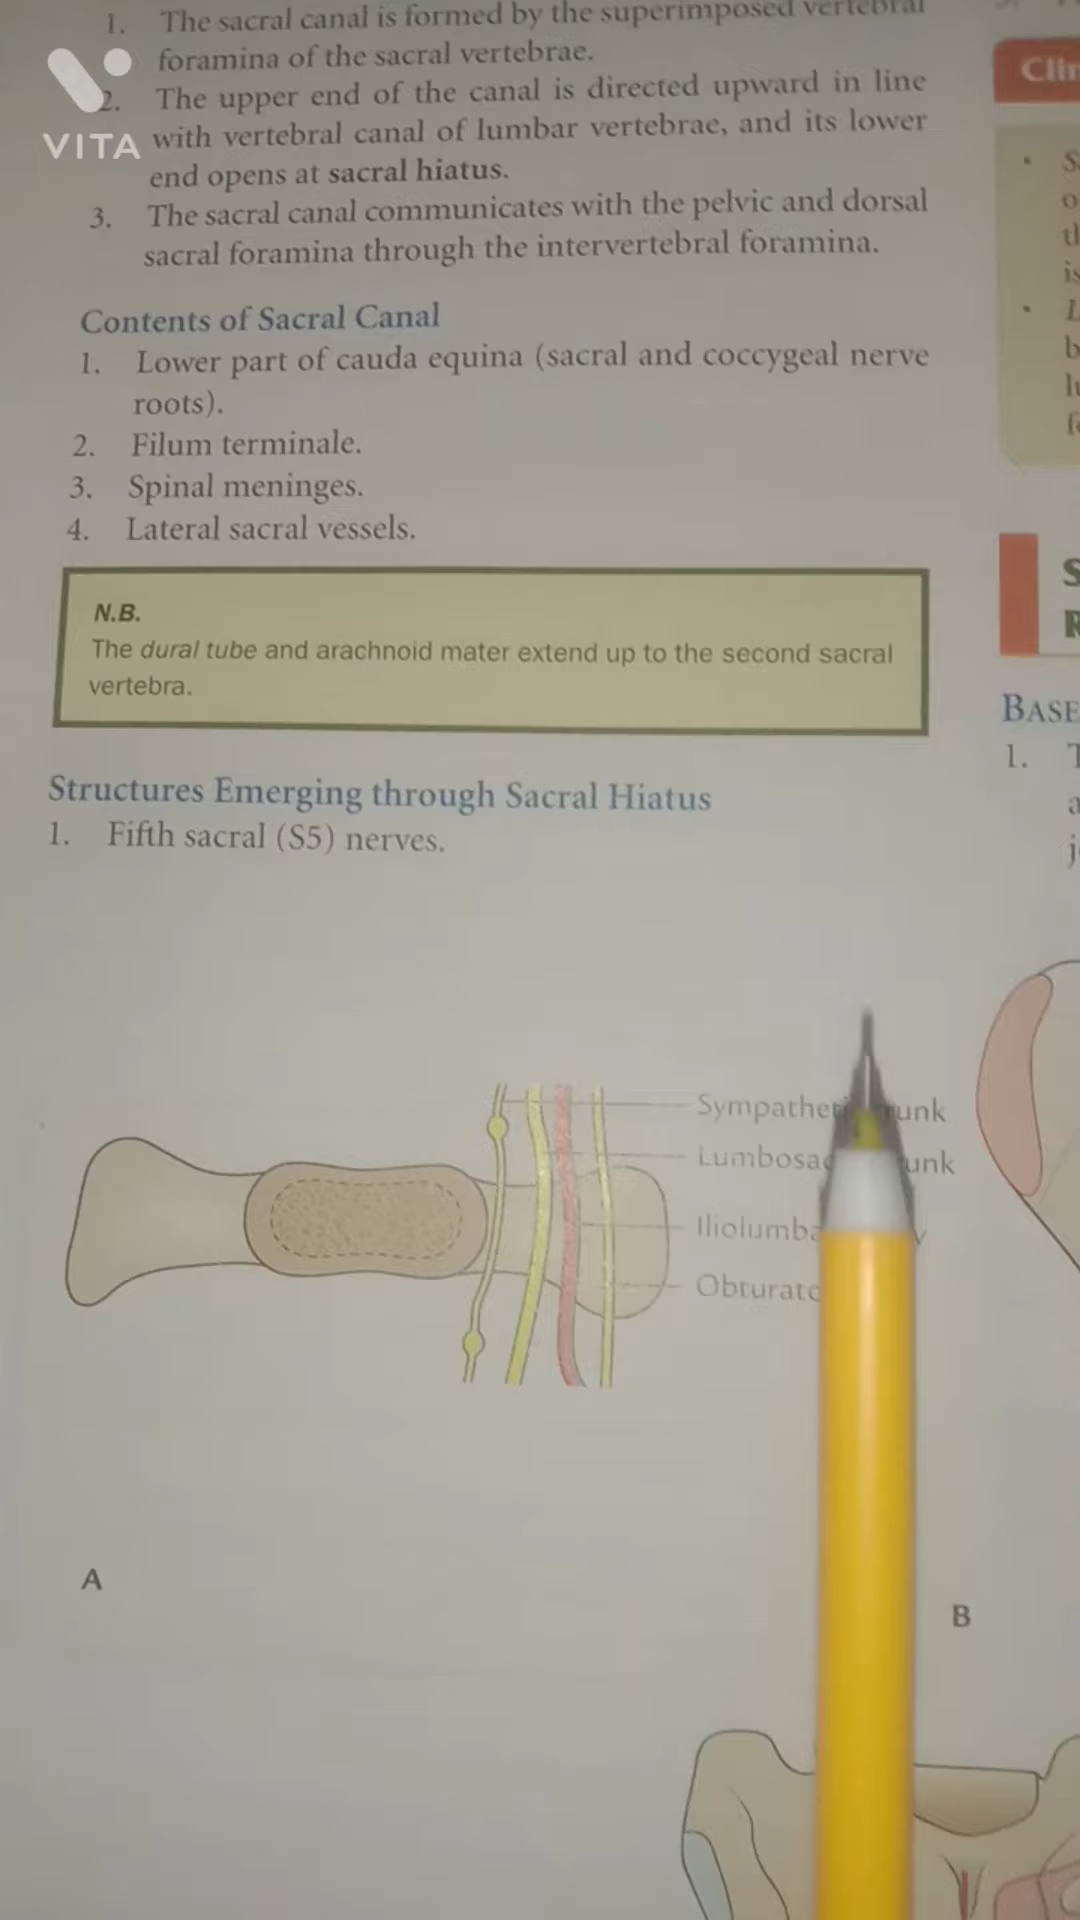 1. The sacral canal is formed by the superimposed vertebral
foramina of the sacral vertebrae.
2. The upper end of the canal is directed upward in line
with vertebral canal of lumbar vertebrae, and its lower
end opens at sacral hiatus.
3. The sacral canal communicates with the pelvic and dorsal
sacral foramina through the intervertebral foramina.
VITA
Contents of Sacral Canal
1. Lower part of cauda equina (sacral and coccygeal nerve
roots).
2. Filum terminale.
3. Spinal meninges.
4. Lateral sacral vessels.
N.B.
The dural tube and arachnoid mater extend up to the second sacral
vertebra.
Structures Emerging through Sacral Hiatus
1. Fifth sacral (S5) nerves.
A
B
BASE
1.